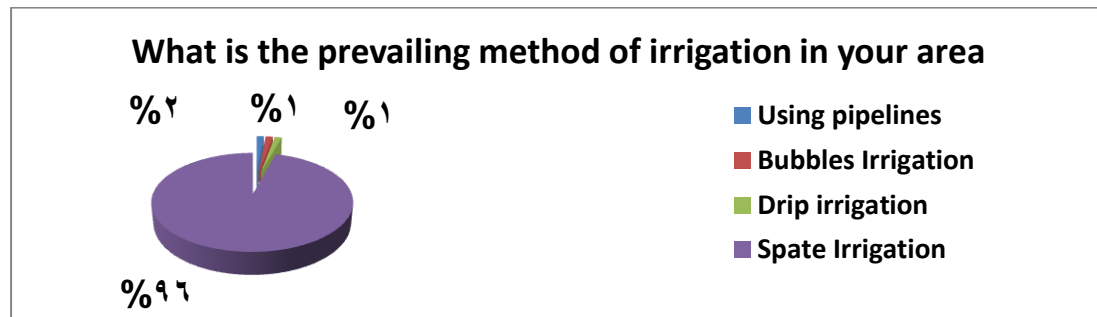 What is the prevailing method of irrigation in your area
%٢
%١
%١
%٩٦
Using pipelines
Bubbles Irrigation
Drip irrigation
Spate Irrigation